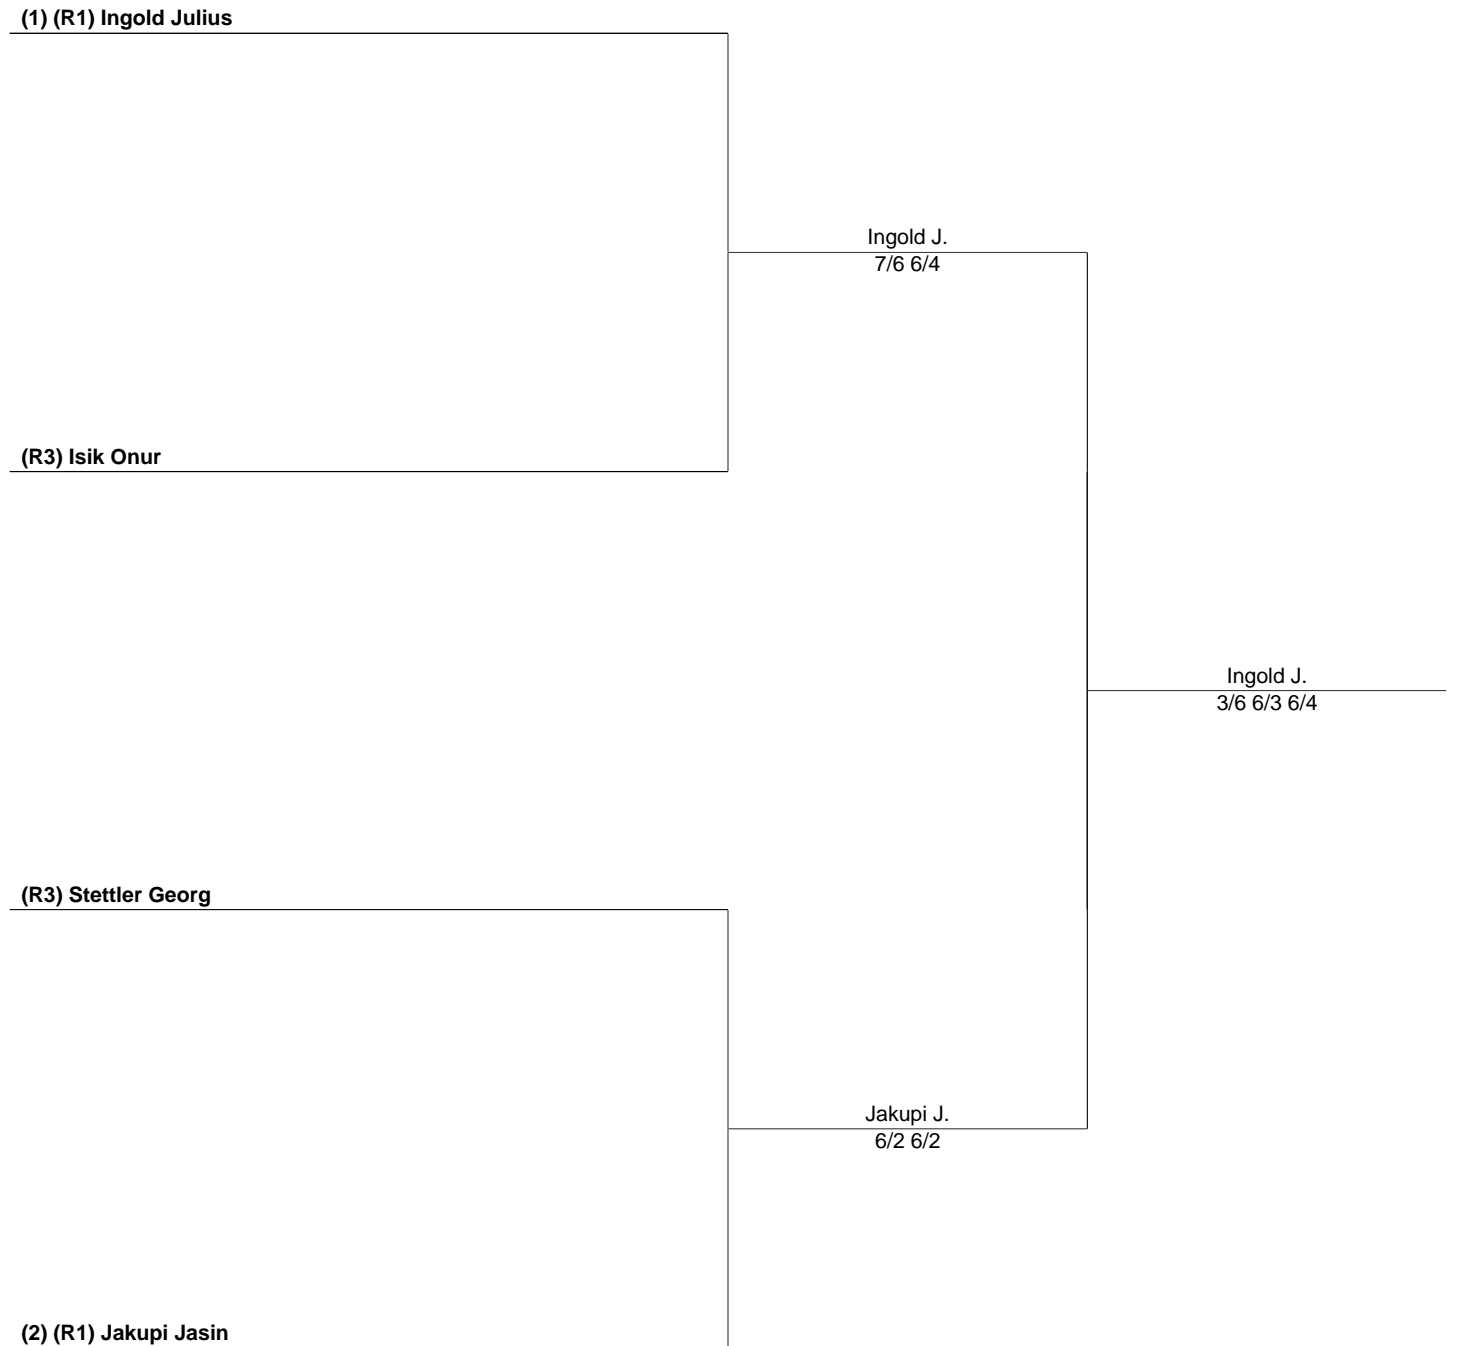 (1) (R1) Ingold Julius
Ingold J.
7/6 6/4
(R3) Isik Onur
Ingold J.
3/6 6/3 6/4
(R3) Stettler Georg
Jakupi J.
6/2 6/2
(2) (R1) Jakupi Jasin